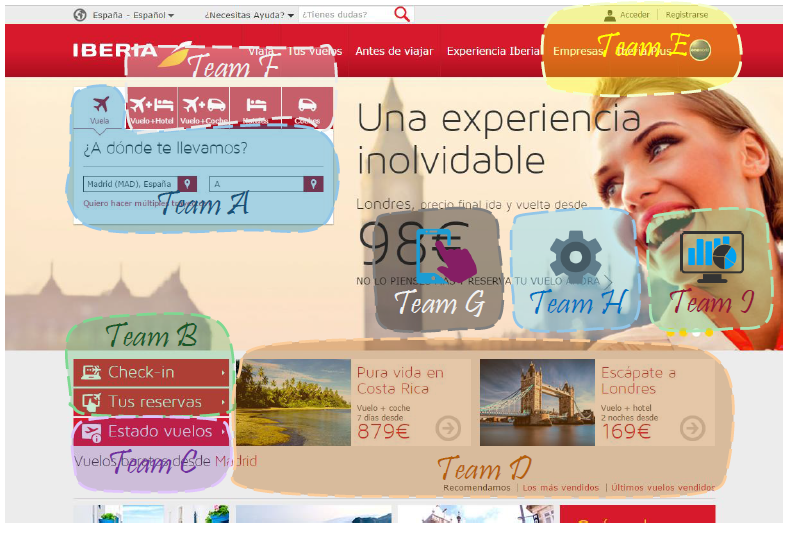 España - Español
¿Necesitas Ayuda?
¿Tienes dudas?
Acceder
Registrarse
IBERIA
Viaja
Tus vuelos
Antes de viajar
Experiencia Iberia
Empresas
Iberia Plus
Team E
Team F
Vuela
Vuelo+Hotel
Vuelo+Coche
Hoteles
Coches
¿A dónde te llevamos?
Madrid (MAD), España
A
Quiero hacer múltiples
Team A
Una experiencia
inolvidable
Londres, precio final ida y vuelta desde
98€
NO LO PIENSES MÁS Y RESERVA TU VUELO AHORA
Team G
Team H
Team I
Team B
Check-in
Tus reservas
Estado vuelos
Vuelos baratos desde Madrid
Team C
Pura vida en
Costa Rica
Vuelo + coche
7 días desde
879€
Escápate a
Londres
Vuelo + hotel
2 noches desde
169€
Team D
Recomendamos | Los más vendidos | Últimos vuelos vendidos